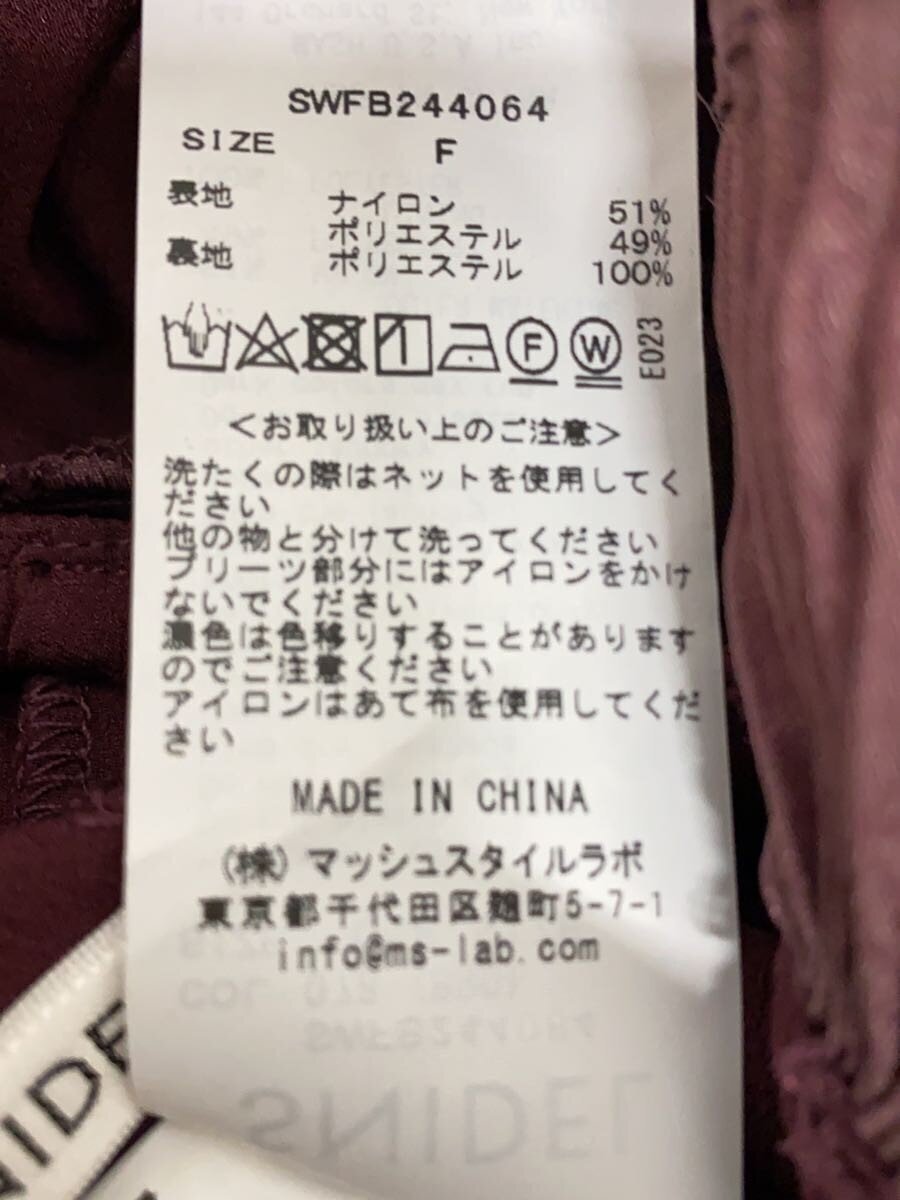 SWFB244064
SIZE F
表地 ナイロン 51%
ポリエステル 49%
裏地 ポリエステル 100%
F W E023
<お取り扱い上のご注意>
洗たくの際はネットを使用してく
ださい
他の物と分けて洗ってください
プリーツ部分にはアイロンをかけ
ないでください
濃色は色移りすることがあります
のでご注意ください
アイロンはあて布を使用してくだ
さい
MADE IN CHINA
(株)マッシュスタイルラボ
東京都千代田区麹町5-7-1
info@ms-lab.com
COL 072
SWFB244064
SNIDEL
NIDE